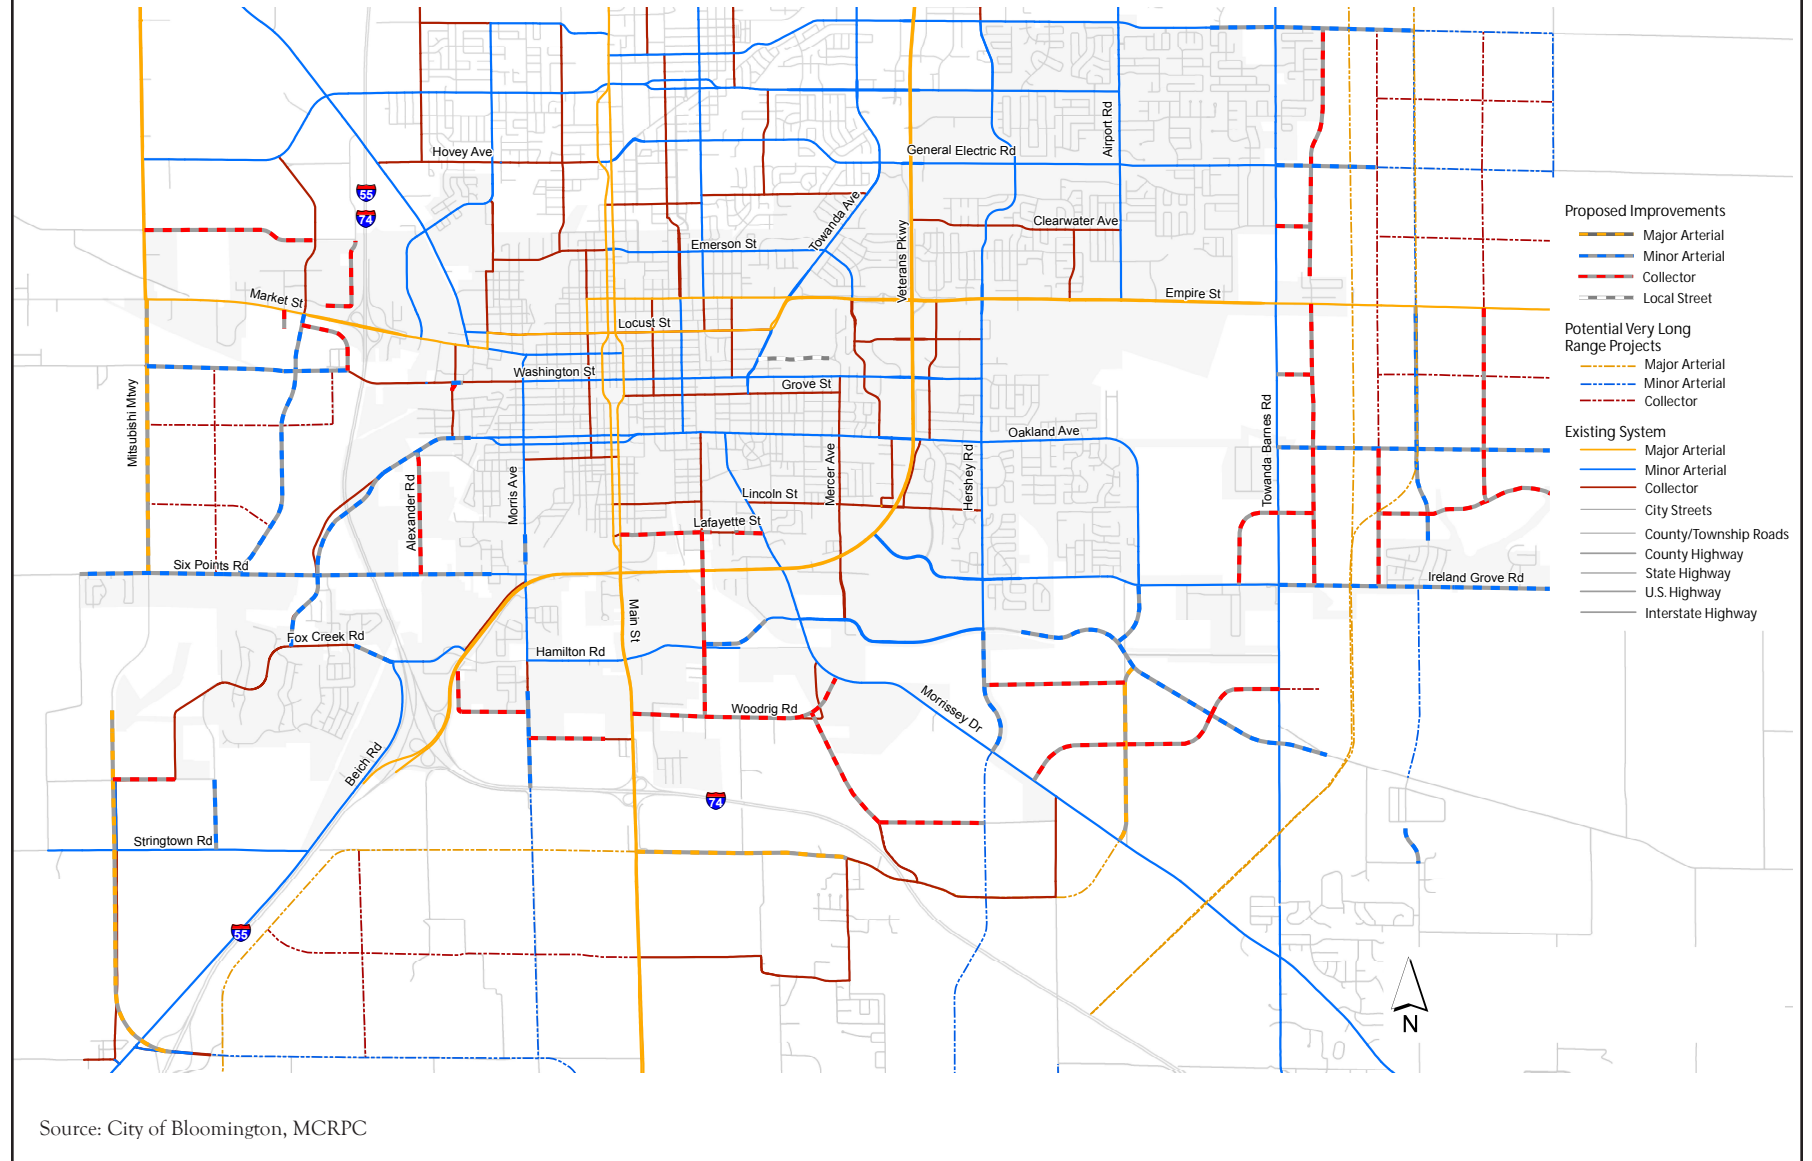 Hovey Ave
General Electric Rd
Airport Rd
55
74
Towanda Ave
Clearwater Ave
Emerson St
Veterans Pkwy
Market St
Empire St
Locust St
Washington St
Grove St
Mitsubishi Mtwy
Oakland Ave
Towanda Barnes Rd
Mercer Ave
Hershey Rd
Morris Ave
Alexander Rd
Lincoln St
Lafayette St
Six Points Rd
Ireland Grove Rd
Main St
Fox Creek Rd
Hamilton Rd
Morrissey Dr
Woodrig Rd
Beich Rd
74
Stringtown Rd
55
Proposed Improvements
Major Arterial
Minor Arterial
Collector
Local Street
Potential Very Long
Range Projects
Major Arterial
Minor Arterial
Collector
Existing System
Major Arterial
Minor Arterial
Collector
City Streets
County/Township Roads
County Highway
State Highway
U.S. Highway
Interstate Highway
N
Source: City of Bloomington, MCRPC